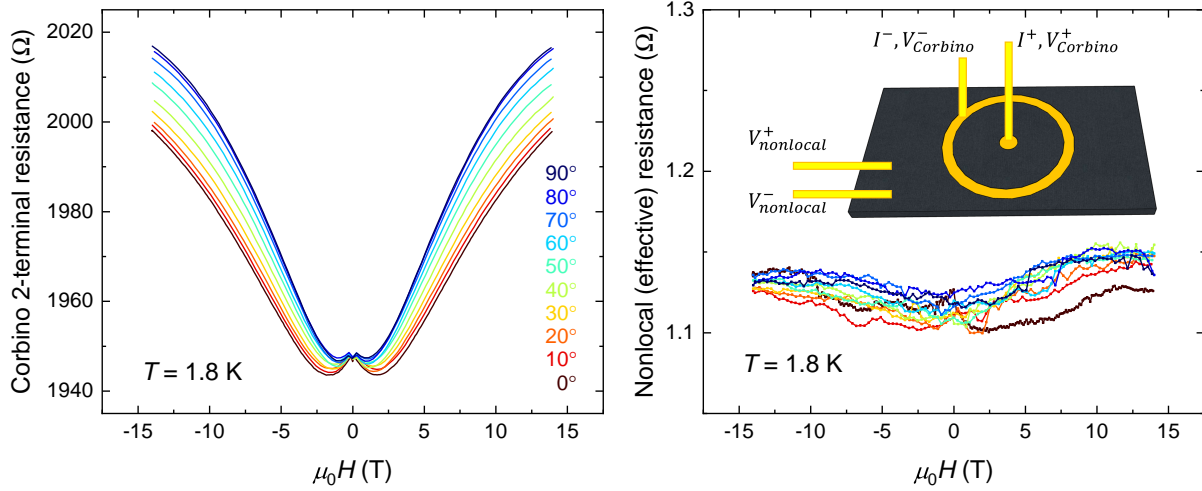 Corbino 2-terminal resistance (Ω)
2020
2000
1980
1960
1940
90°
80°
70°
60°
50°
40°
30°
20°
10°
0°
T = 1.8 K
-15 -10 -5 0 5 10 15
μ₀H (T)
Nonlocal (effective) resistance (Ω)
1.3
1.2
1.1
I⁻, V⁻Corbino
I⁺, V⁺Corbino
V⁺nonlocal
V⁻nonlocal
T = 1.8 K
-15 -10 -5 0 5 10 15
μ₀H (T)